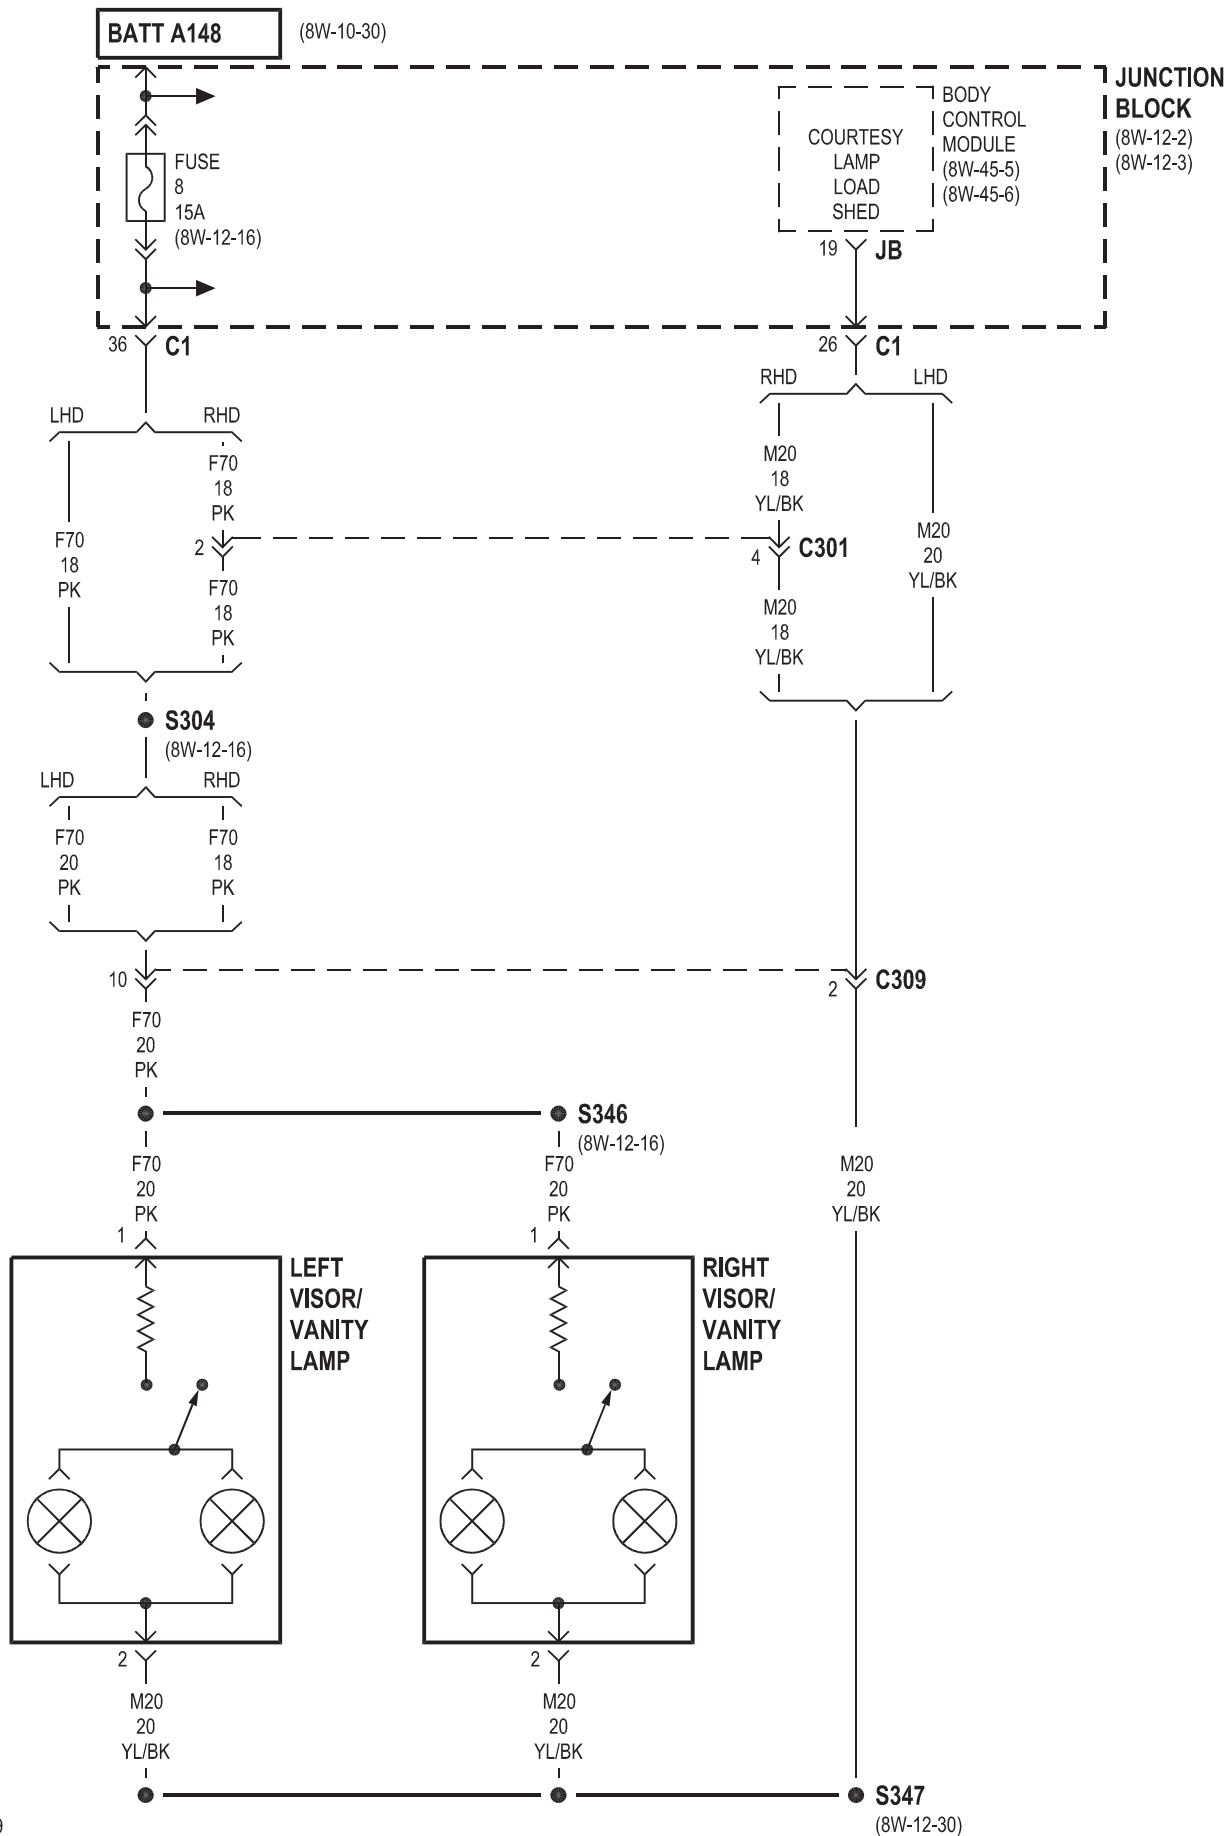 BATT A148
(8W-10-30)
JUNCTION
BLOCK
(8W-12-2)
(8W-12-3)
FUSE
8
15A
(8W-12-16)
COURTESY
LAMP
LOAD
SHED
BODY
CONTROL
MODULE
(8W-45-5)
(8W-45-6)
19 JB
36 C1
26 C1
LHD RHD
RHD LHD
F70
18
PK
F70
18
PK
2
F70
18
PK
M20
18
YL/BK
4 C301
M20
18
YL/BK
M20
20
YL/BK
S304
(8W-12-16)
LHD RHD
F70
20
PK
F70
18
PK
10
2 C309
F70
20
PK
S346
(8W-12-16)
F70
20
PK
F70
20
PK
M20
20
YL/BK
1
LEFT
VISOR/
VANITY
LAMP
1
RIGHT
VISOR/
VANITY
LAMP
2
M20
20
YL/BK
2
M20
20
YL/BK
S347
(8W-12-30)